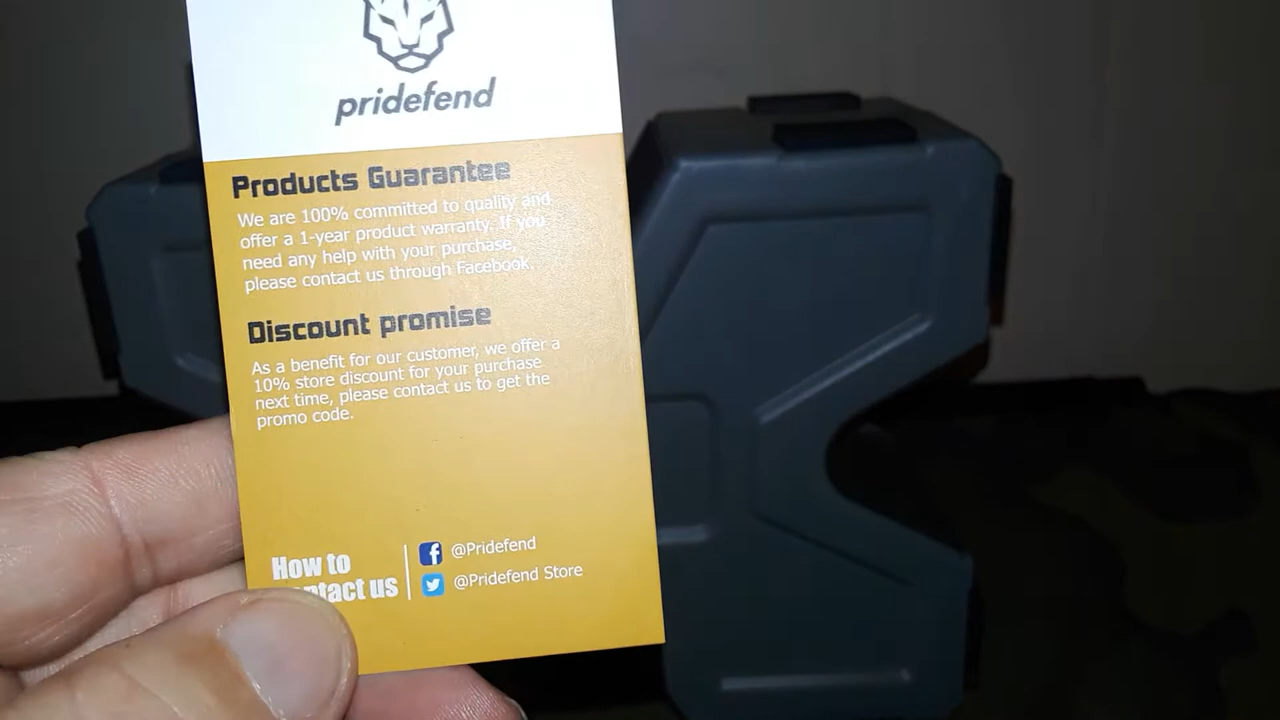 pridefend
Products Guarantee
We are 100% committed to quality and
offer a 1-year product warranty. If you
need any help with your purchase,
please contact us through Facebook.
Discount promise
As a benefit for our customer, we offer a
10% store discount for your purchase
next time, please contact us to get the
promo code.
How to
contact us
@Pridefend
@Pridefend Store